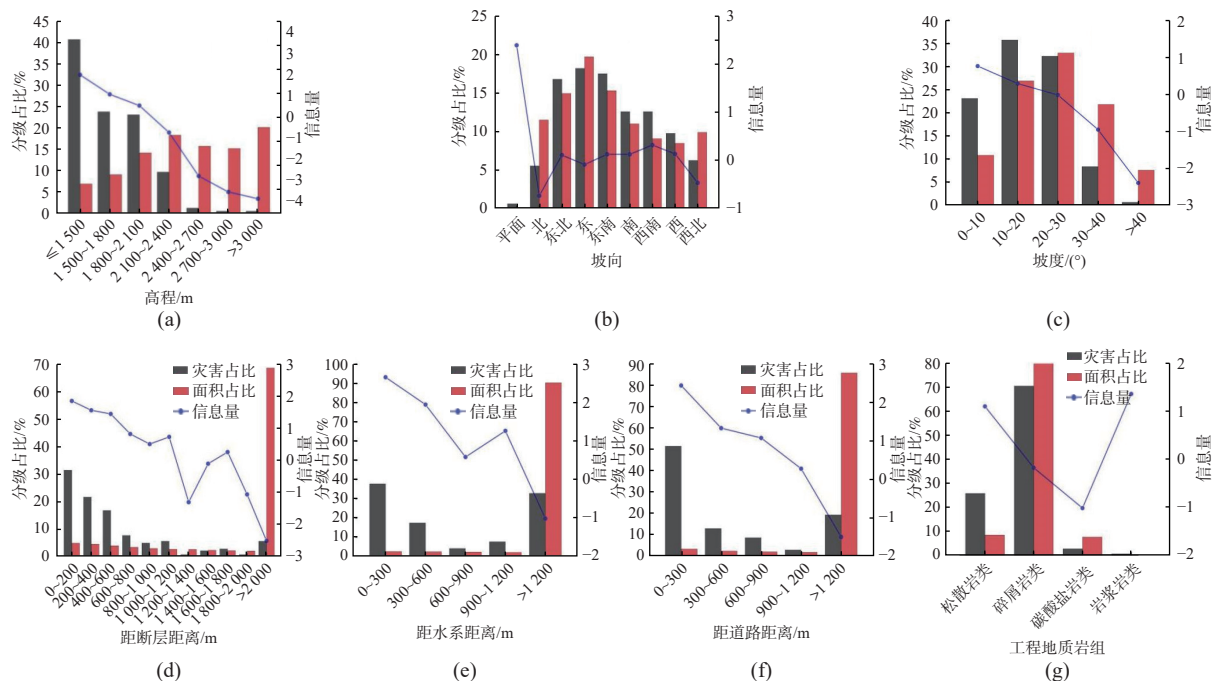 分级占比/%
45
40
35
30
25
20
15
10
5
0
4
3
2
1
0
−1
−2
−3
−4
信息量
≤1 500
1 500~1 800
1 800~2 100
2 100~2 400
2 400~2 700
2 700~3 000
>3 000
高程/m
(a)
分级占比/%
25
20
15
10
5
0
3
2
1
0
−1
信息量
平面
北
东北
东
东南
南
西南
西
西北
坡向
(b)
分级占比/%
40
35
30
25
20
15
10
5
0
2
1
0
−1
−2
−3
信息量
0~10
10~20
20~30
30~40
>40
坡度/(°)
(c)
分级占比/%
70
60
50
40
30
20
10
0
灾害占比
面积占比
信息量
3
2
1
0
−1
−2
−3
信息量
0~200
200~400
400~600
600~800
800~1 000
1 000~1 200
1 200~1 400
1 400~1 600
1 600~1 800
1 800~2 000
>2 000
距断层距离/m
(d)
分级占比/%
100
90
80
70
60
50
40
30
20
10
0
灾害占比
面积占比
信息量
3
2
1
0
−1
−2
信息量
0~300
300~600
600~900
900~1 200
>1 200
距水系距离/m
(e)
分级占比/%
90
80
70
60
50
40
30
20
10
0
灾害占比
面积占比
信息量
3
2
1
0
−1
−2
信息量
0~300
300~600
600~900
900~1 200
>1 200
距道路距离/m
(f)
分级占比/%
80
70
60
50
40
30
20
10
0
灾害占比
面积占比
信息量
2
1
0
−1
−2
信息量
松散岩类
碎屑岩类
碳酸盐岩类
岩浆岩类
工程地质岩组
(g)